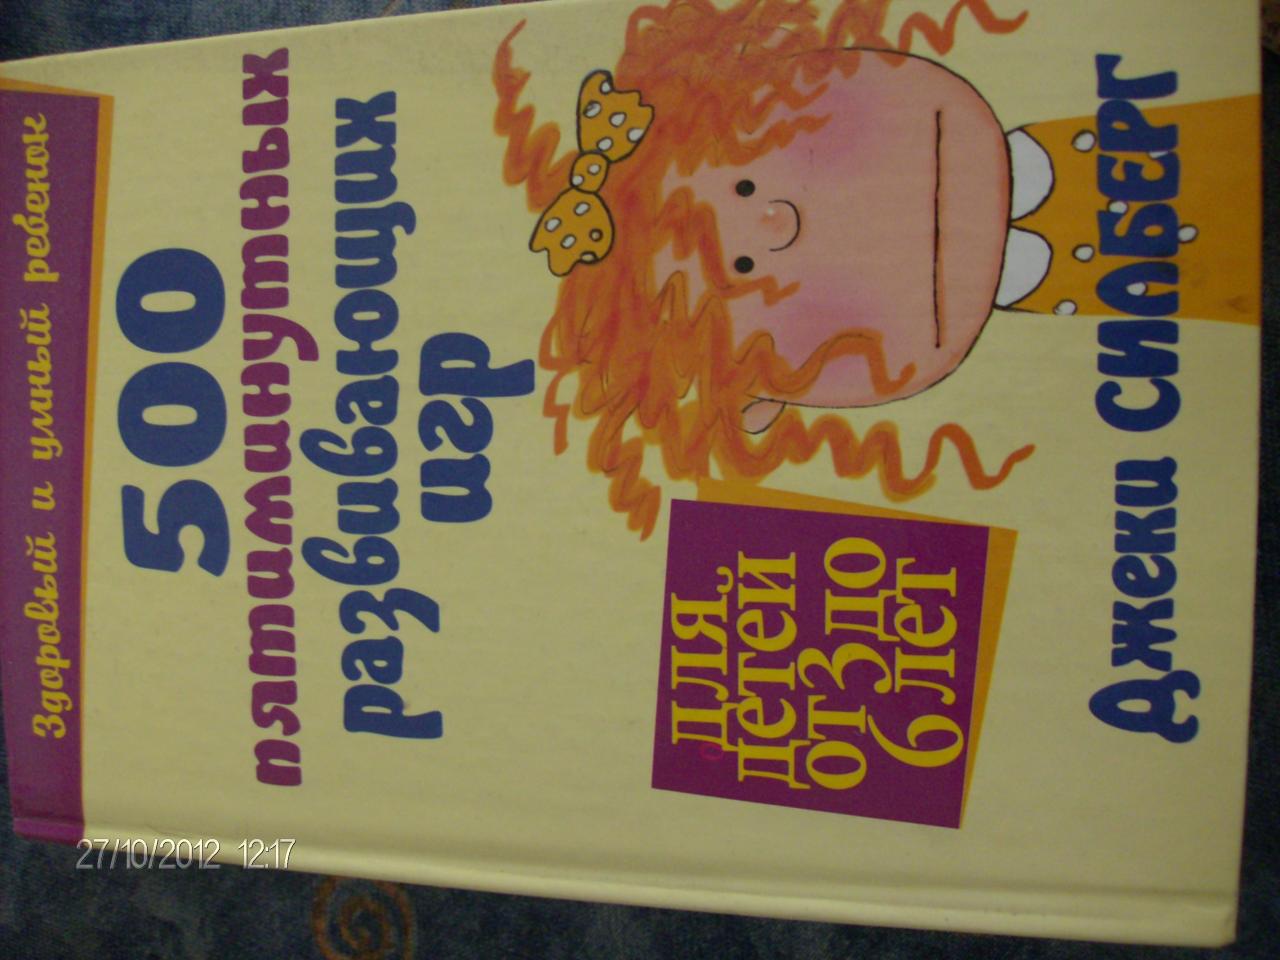 Здоровый и умный ребенок
500
пятиминутных
развивающих
игр
ДЛЯ
ДЕТЕЙ
ОТ 3 ДО
6 ЛЕТ
Джеки СИЛБЕРГ
27/10/2012 12:17